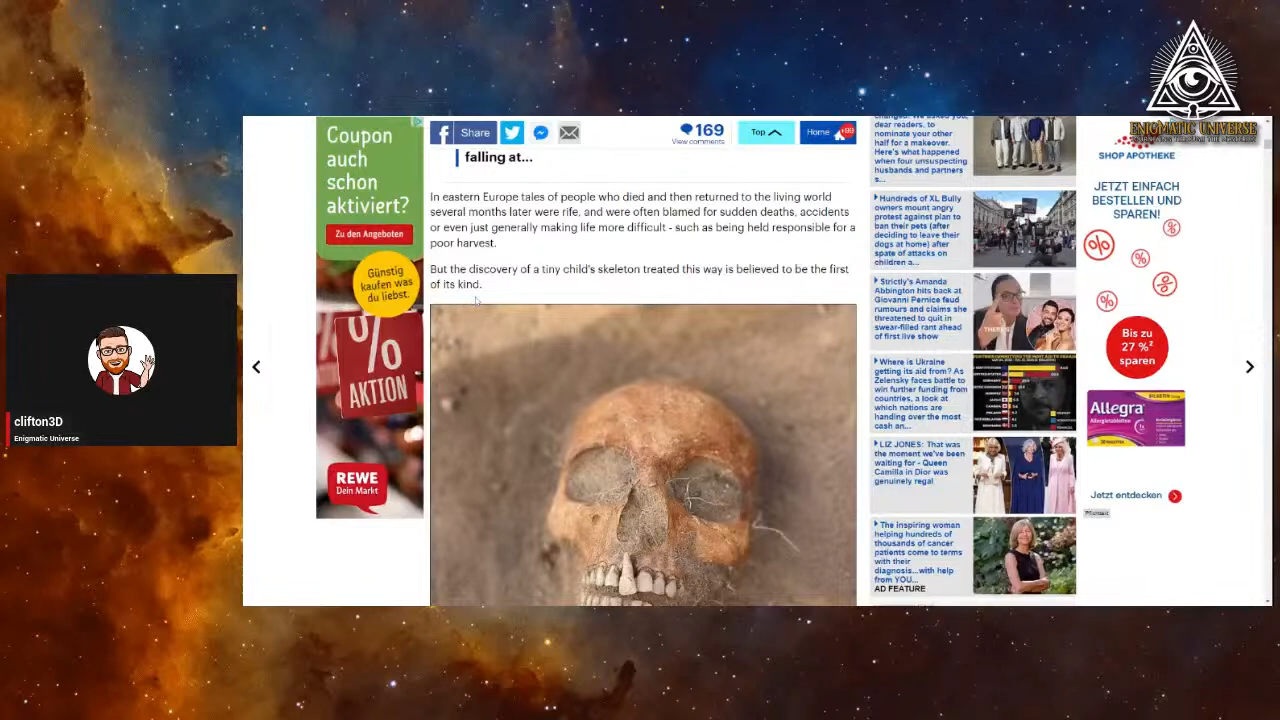 ENIGMATIC UNIVERSE
clifton3D
Enigmatic Universe
Coupon
auch
schon
aktiviert?
Zu den Angeboten
Günstig
kaufen was
du liebst.
%
AKTION
REWE
Dein Markt
Share
169
View comments
Top
Home
+99
falling at...
In eastern Europe tales of people who died and then returned to the living world
several months later were rife, and were often blamed for sudden deaths, accidents
or even just generally making life more difficult - such as being held responsible for a
poor harvest.
But the discovery of a tiny child's skeleton treated this way is believed to be the first
of its kind.
dear readers, to
nominate your other
half for a makeover.
Here's what happened
when four unsuspecting
husbands and partners
s...
Hundreds of XL Bully
owners mount angry
protest against plan to
ban their pets (after
deciding to leave their
dogs at home) after
spate of attacks on
children a...
Strictly's Amanda
Abbington hits back at
Giovanni Pernice feud
rumours and claims she
threatened to quit in
swear-filled rant ahead
of first live show
Where is Ukraine
getting its aid from? As
Zelensky faces battle to
win further funding from
countries, a look at
which nations are
handing over the most
cash an...
LIZ JONES: That was
the moment we've been
waiting for - Queen
Camilla in Dior was
genuinely regal
The inspiring woman
helping hundreds of
thousands of cancer
patients come to terms
with their
diagnosis...with help
from YOU...
AD FEATURE
SHOP APOTHEKE
JETZT EINFACH
BESTELLEN UND
SPAREN!
%
%
%
%
%
Bis zu
27 %²
sparen
Allegra
Jetzt entdecken